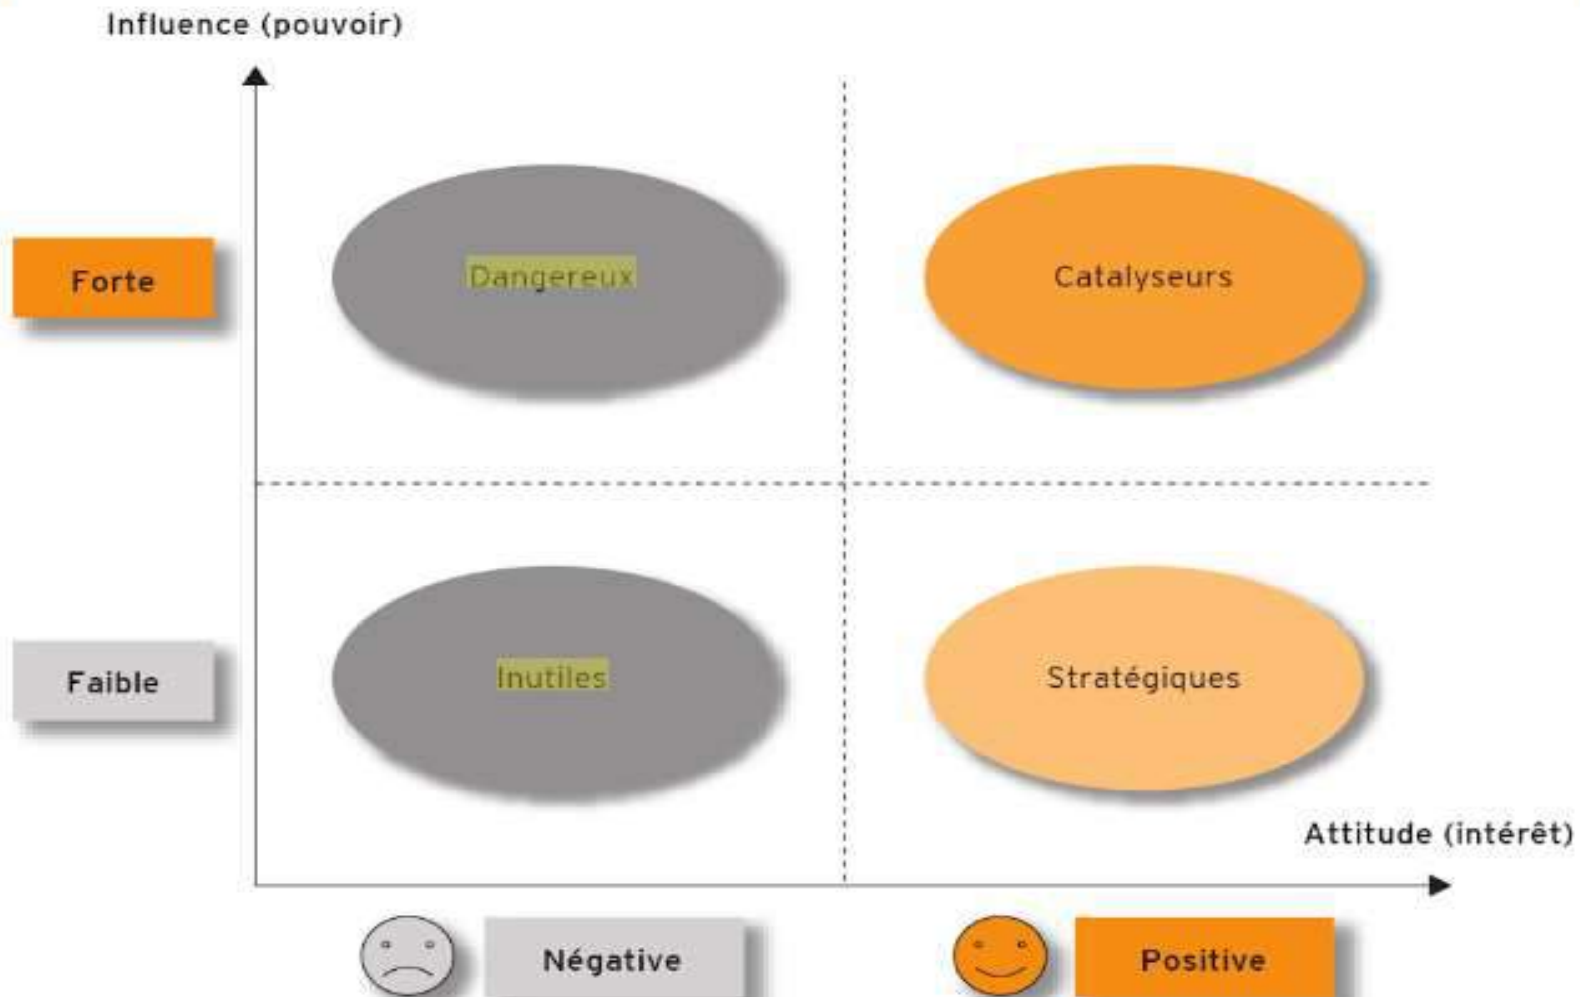 Influence (pouvoir)
Forte
Dangereux
Catalyseurs
Faible
Inutiles
Stratégiques
Attitude (intérêt)
Négative
Positive